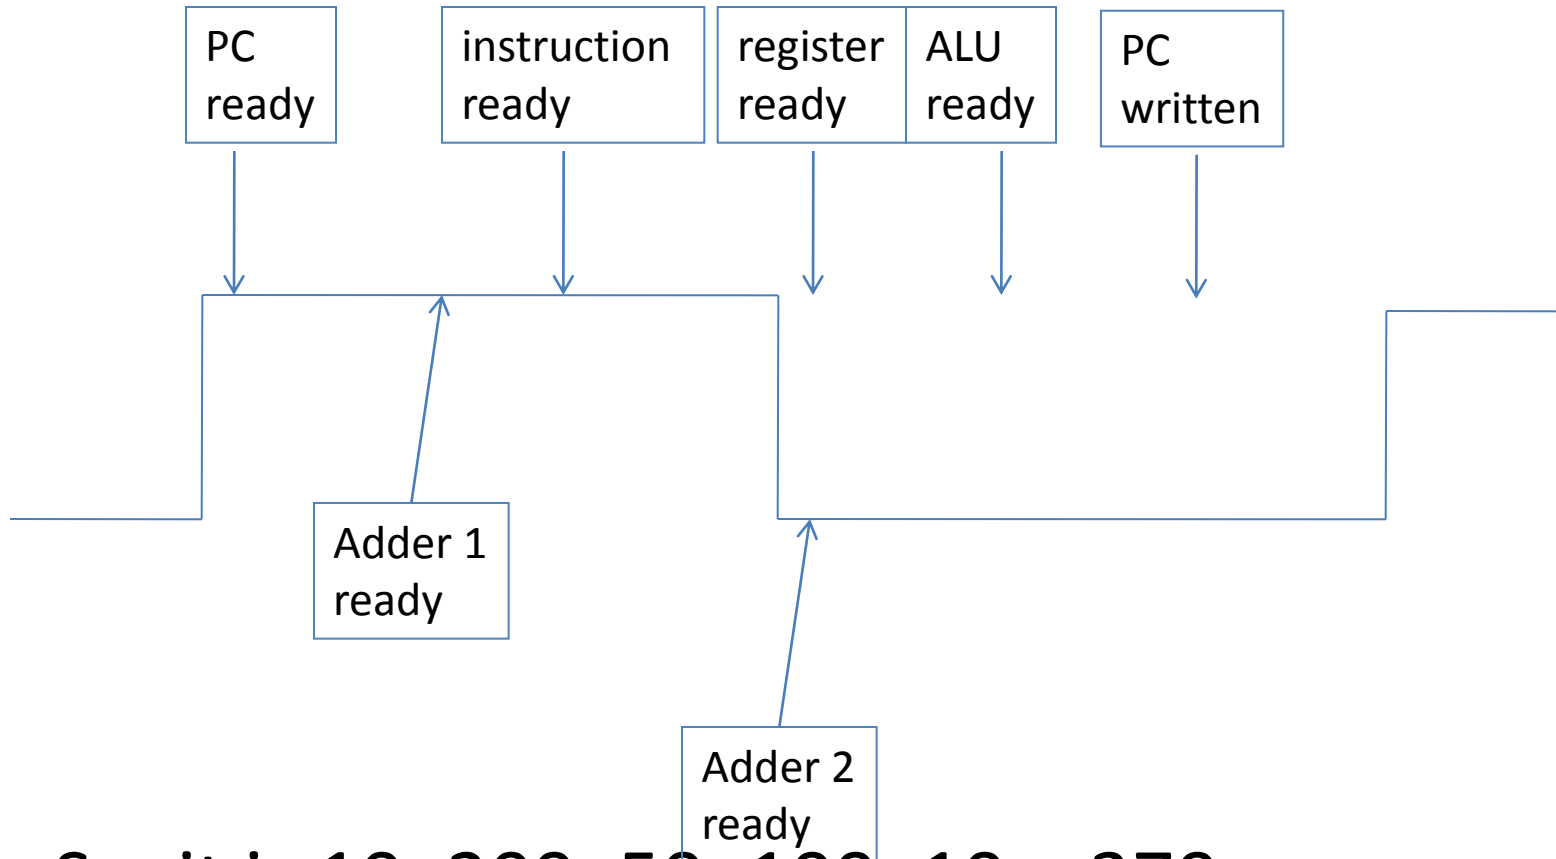 PC
ready
instruction
ready
register
ready
ALU
ready
PC
written
Adder 1
ready
Adder 2
ready